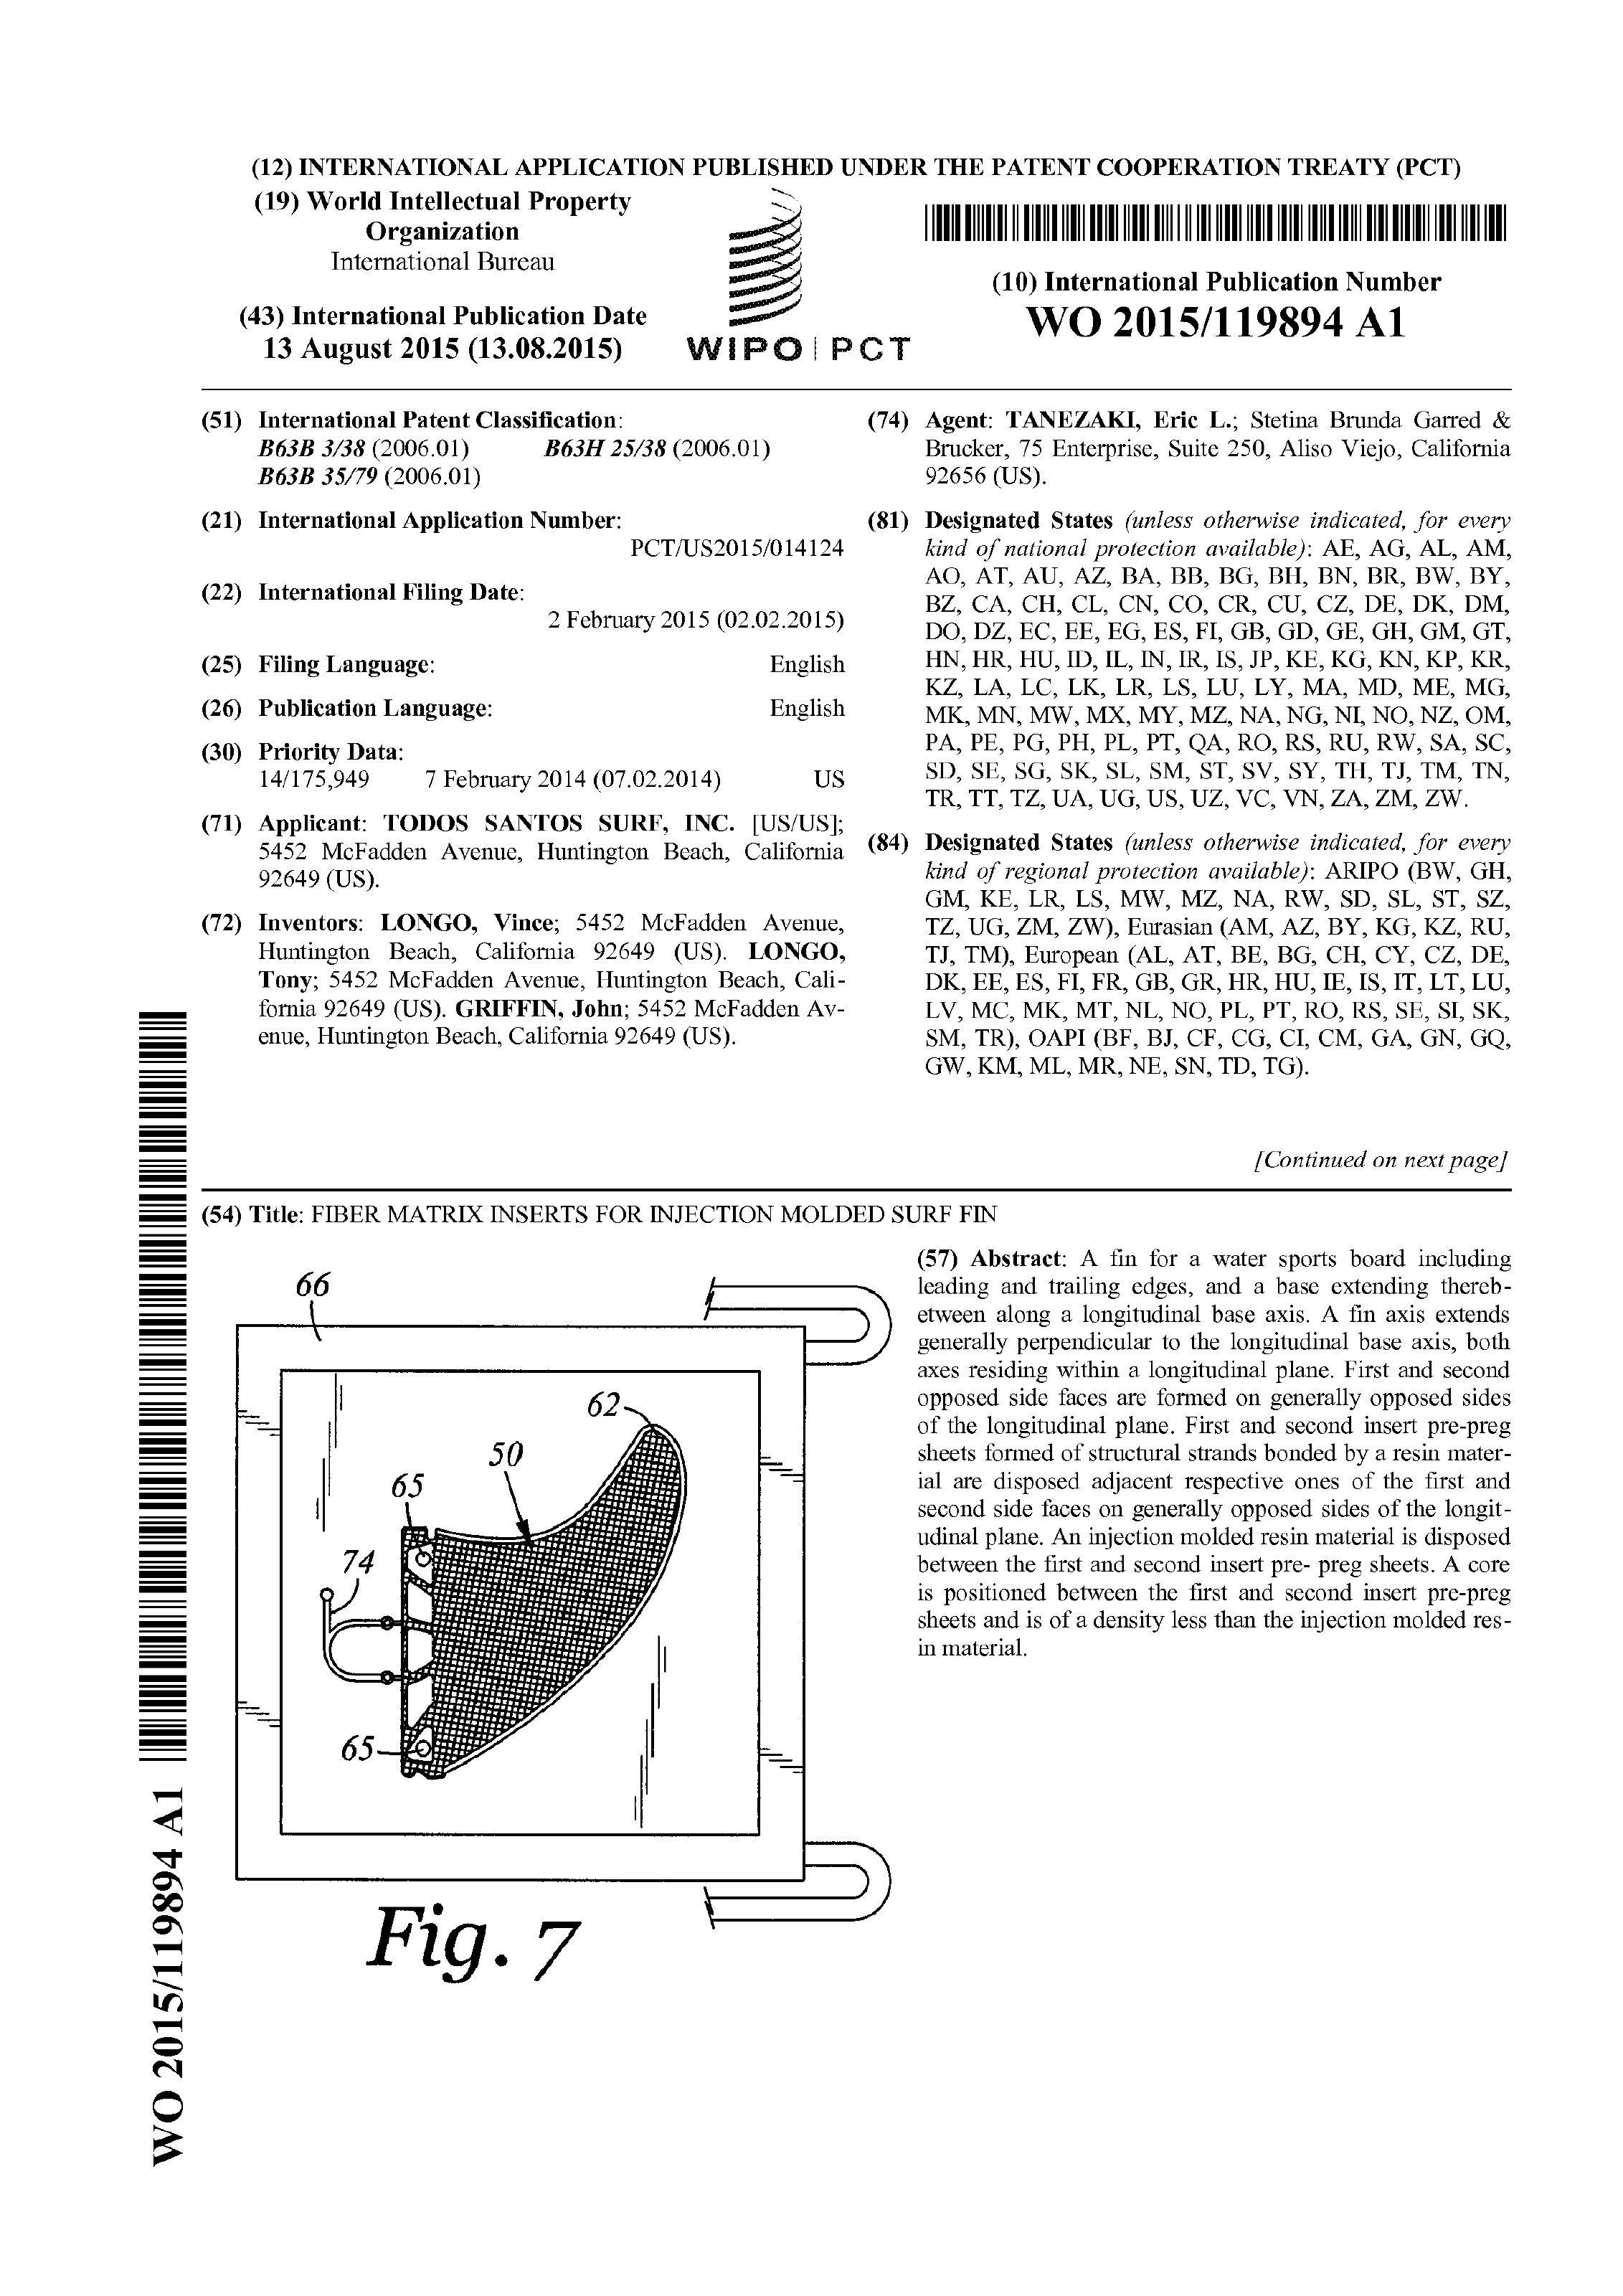 (12) INTERNATIONAL APPLICATION PUBLISHED UNDER THE PATENT COOPERATION TREATY (PCT)
(19) World Intellectual Property
Organization
International Bureau
(43) International Publication Date
13 August 2015 (13.08.2015)
WIPO | PCT
(10) International Publication Number
WO 2015/119894 A1
(51) International Patent Classification:
B63B 3/38 (2006.01) B63H 25/38 (2006.01)
B63B 35/79 (2006.01)
(21) International Application Number:
PCT/US2015/014124
(22) International Filing Date:
2 February 2015 (02.02.2015)
(25) Filing Language: English
(26) Publication Language: English
(30) Priority Data:
14/175,949 7 February 2014 (07.02.2014) US
(71) Applicant: TODOS SANTOS SURF, INC. [US/US];
5452 McFadden Avenue, Huntington Beach, California
92649 (US).
(72) Inventors: LONGO, Vince; 5452 McFadden Avenue,
Huntington Beach, California 92649 (US). LONGO,
Tony; 5452 McFadden Avenue, Huntington Beach, Cali-
fornia 92649 (US). GRIFFIN, John; 5452 McFadden Av-
enue, Huntington Beach, California 92649 (US).
(74) Agent: TANEZAKI, Eric L.; Stetina Brunda Garred &
Brucker, 75 Enterprise, Suite 250, Aliso Viejo, California
92656 (US).
(81) Designated States (unless otherwise indicated, for every
kind of national protection available): AE, AG, AL, AM,
AO, AT, AU, AZ, BA, BB, BG, BH, BN, BR, BW, BY,
BZ, CA, CH, CL, CN, CO, CR, CU, CZ, DE, DK, DM,
DO, DZ, EC, EE, EG, ES, FI, GB, GD, GE, GH, GM, GT,
HN, HR, HU, ID, IL, IN, IR, IS, JP, KE, KG, KN, KP, KR,
KZ, LA, LC, LK, LR, LS, LU, LY, MA, MD, ME, MG,
MK, MN, MW, MX, MY, MZ, NA, NG, NI, NO, NZ, OM,
PA, PE, PG, PH, PL, PT, QA, RO, RS, RU, RW, SA, SC,
SD, SE, SG, SK, SL, SM, ST, SV, SY, TH, TJ, TM, TN,
TR, TT, TZ, UA, UG, US, UZ, VC, VN, ZA, ZM, ZW.
(84) Designated States (unless otherwise indicated, for every
kind of regional protection available): ARIPO (BW, GH,
GM, KE, LR, LS, MW, MZ, NA, RW, SD, SL, ST, SZ,
TZ, UG, ZM, ZW), Eurasian (AM, AZ, BY, KG, KZ, RU,
TJ, TM), European (AL, AT, BE, BG, CH, CY, CZ, DE,
DK, EE, ES, FI, FR, GB, GR, HR, HU, IE, IS, IT, LT, LU,
LV, MC, MK, MT, NL, NO, PL, PT, RO, RS, SE, SI, SK,
SM, TR), OAPI (BF, BJ, CF, CG, CI, CM, GA, GN, GQ,
GW, KM, ML, MR, NE, SN, TD, TG).
[Continued on next page]
(54) Title: FIBER MATRIX INSERTS FOR INJECTION MOLDED SURF FIN
66
62
50
65
74
65
Fig. 7
(57) Abstract: A fin for a water sports board including
leading and trailing edges, and a base extending thereb-
etween along a longitudinal base axis. A fin axis extends
generally perpendicular to the longitudinal base axis, both
axes residing within a longitudinal plane. First and second
opposed side faces are formed on generally opposed sides
of the longitudinal plane. First and second insert pre-preg
sheets formed of structural strands bonded by a resin mater-
ial are disposed adjacent respective ones of the first and
second side faces on generally opposed sides of the longit-
udinal plane. An injection molded resin material is disposed
between the first and second insert pre- preg sheets. A core
is positioned between the first and second insert pre-preg
sheets and is of a density less than the injection molded res-
in material.
WO 2015/119894 A1